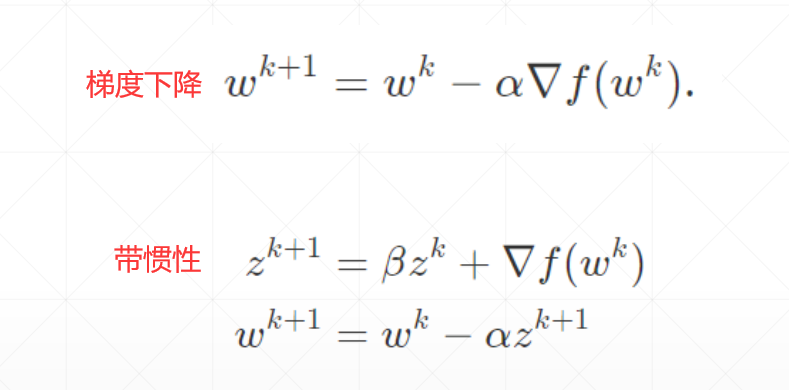 梯度下降 w^{k+1} = w^k − α∇f(w^k).
带惯性 z^{k+1} = βz^k + ∇f(w^k)
w^{k+1} = w^k − αz^{k+1}